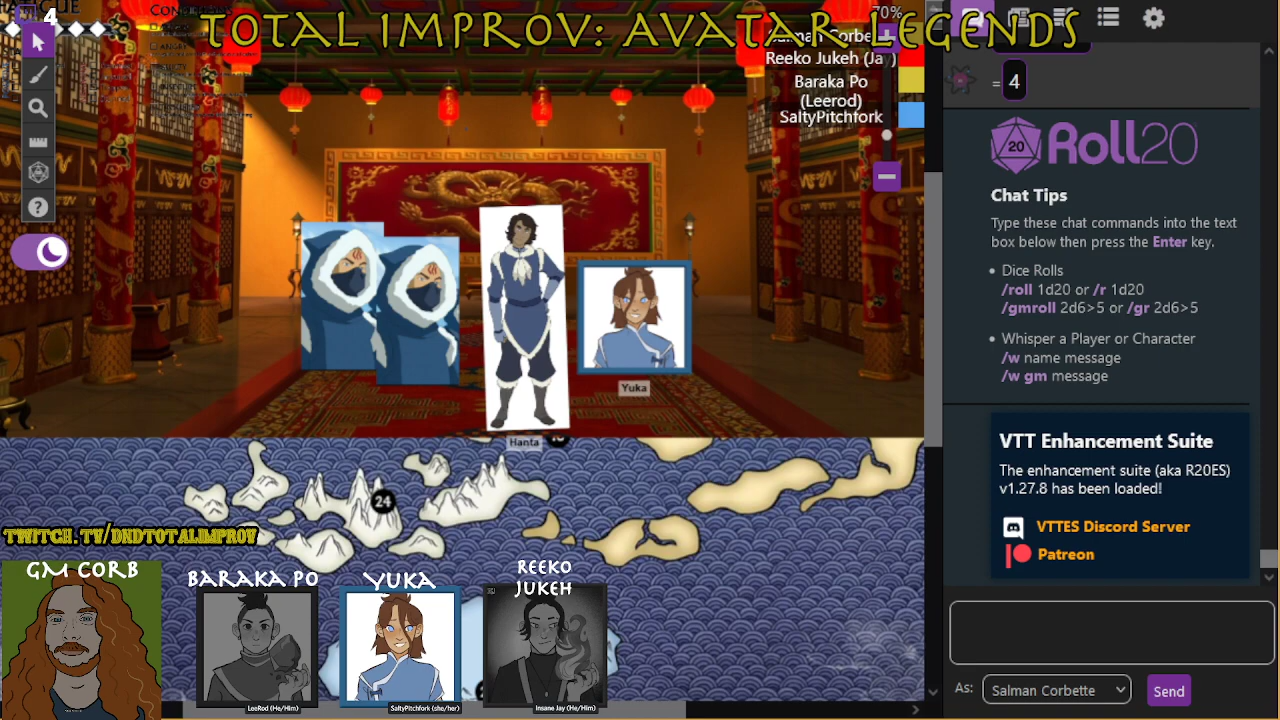 TOTAL IMPROV: AVATAR LEGENDS
4
70%
Salman Corbe
Reeko Jukeh (Jay)
Baraka Po
(Leerod)
SaltyPitchfork
?
Yuka
Hanta
24
TWITCH.TV/DNDTOTALIMPROV
GM CORB
BARAKA PO
YUKA
REEKO
JUKEH
LeeRod (He/Him)
SaltyPitchfork (she/her)
Insane Jay (He/Him)
= 4
20
Roll20
Chat Tips
Type these chat commands into the text
box below then press the Enter key.
• Dice Rolls
/roll 1d20 or /r 1d20
/gmroll 2d6>5 or /gr 2d6>5
• Whisper a Player or Character
/w name message
/w gm message
VTT Enhancement Suite
The enhancement suite (aka R20ES)
v1.27.8 has been loaded!
VTTES Discord Server
Patreon
As:
Salman Corbette
Send